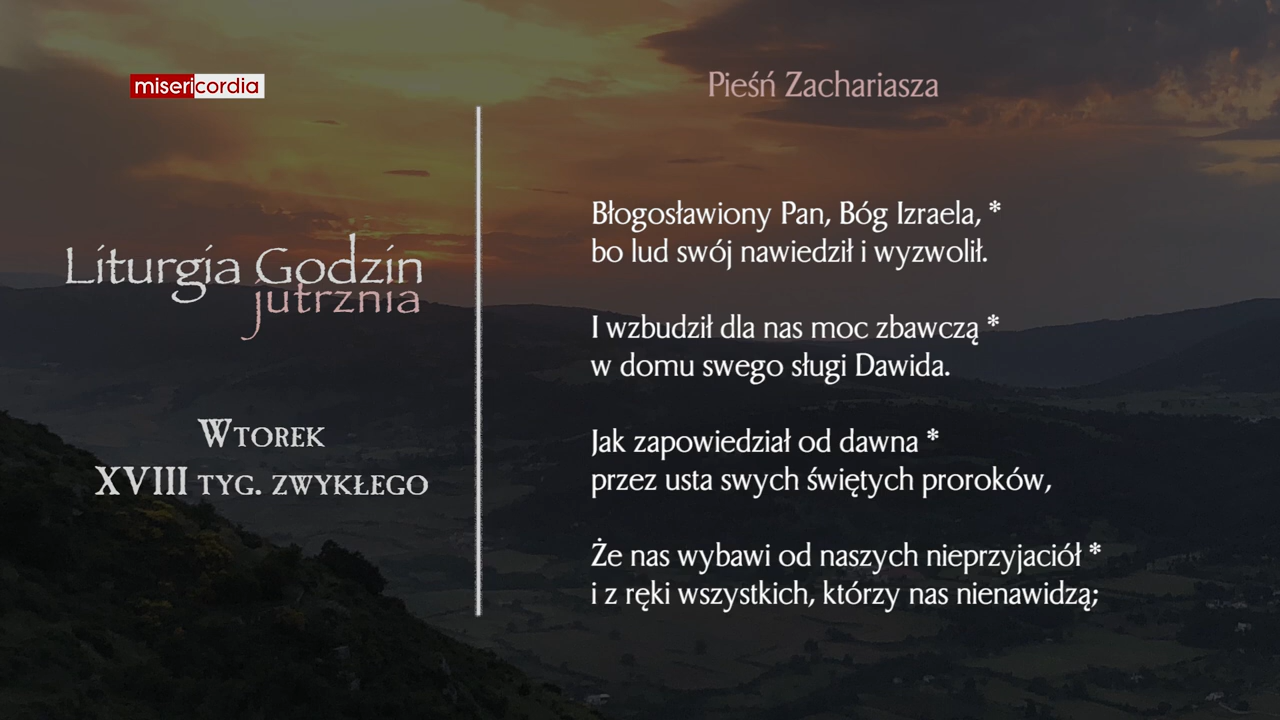 misericordia
Liturgia Godzin
jutrznia
Wtorek
XVIII tyg. zwykłego
Pieśń Zachariasza
Błogosławiony Pan, Bóg Izraela, *
bo lud swój nawiedził i wyzwolił.
I wzbudził dla nas moc zbawczą *
w domu swego sługi Dawida.
Jak zapowiedział od dawna *
przez usta swych świętych proroków,
Że nas wybawi od naszych nieprzyjaciół *
i z ręki wszystkich, którzy nas nienawidzą;